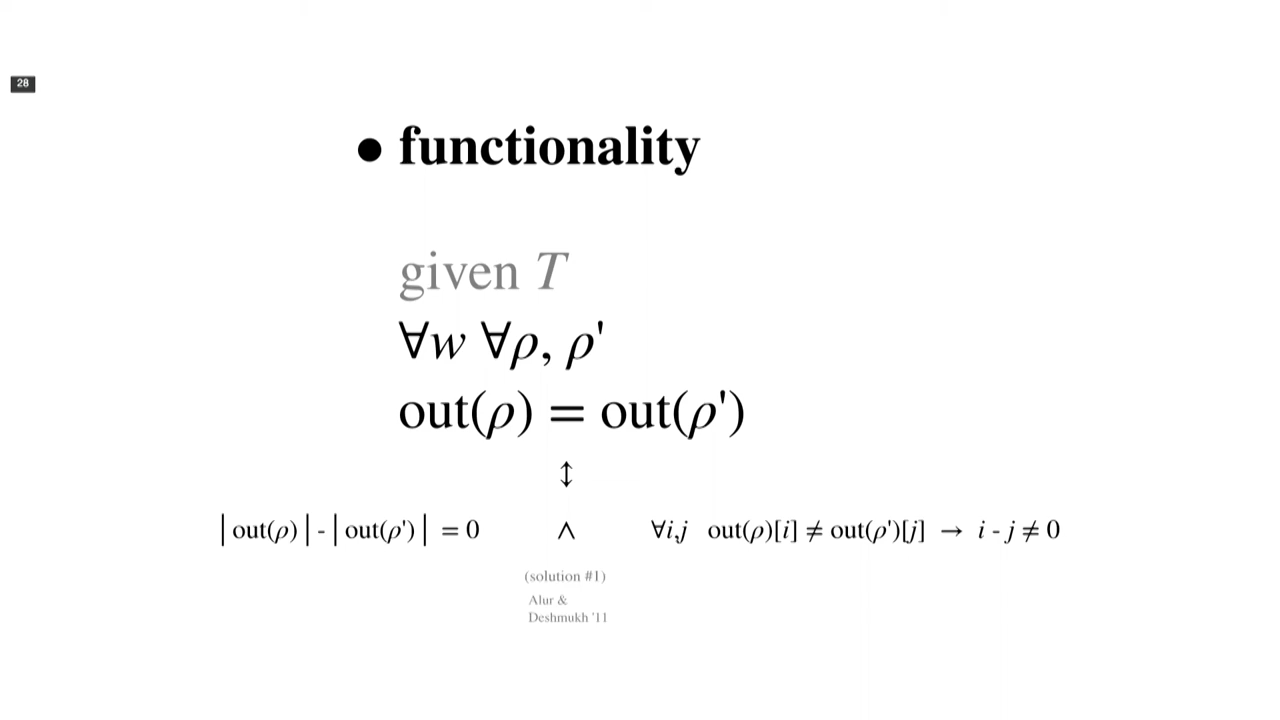 28
• functionality
given T
∀w ∀ρ, ρ'
out(ρ) = out(ρ')
↕
|out(ρ)| - |out(ρ')| = 0 ∧ ∀i,j out(ρ)[i] ≠ out(ρ')[j] → i - j ≠ 0
(solution #1)
Alur &
Deshmukh '11